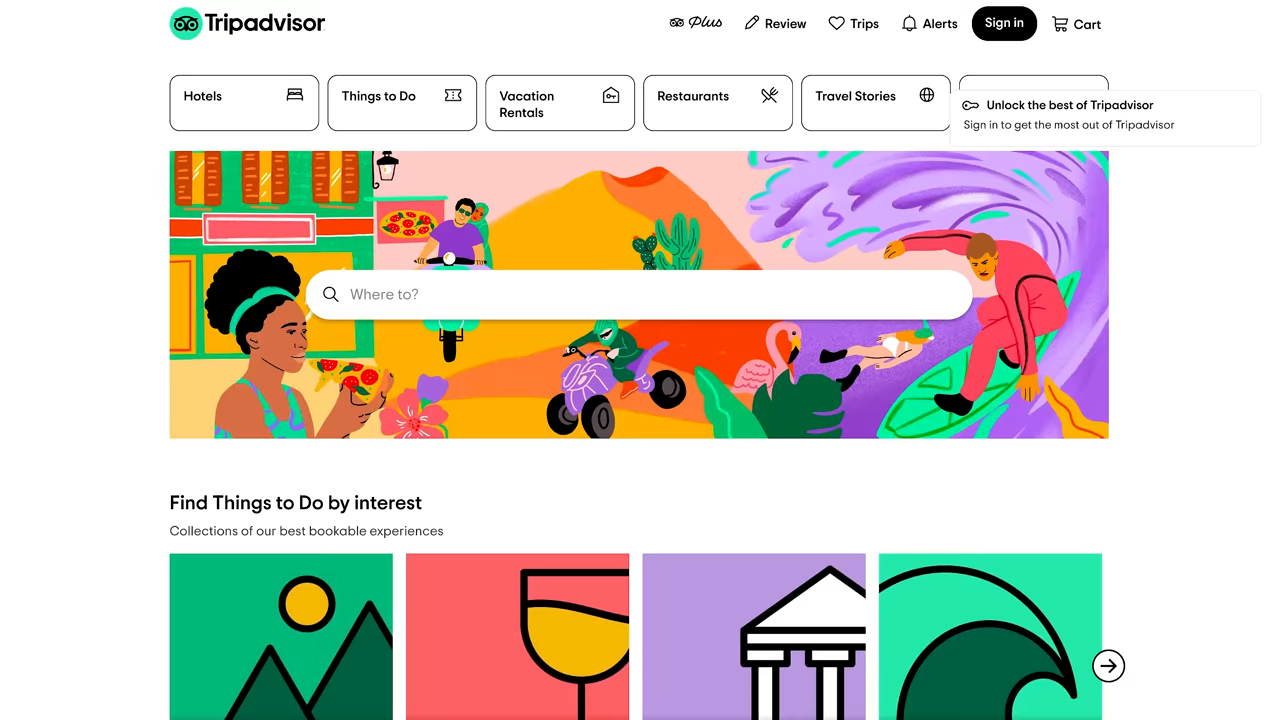 Tripadvisor
Plus
Review
Trips
Alerts
Sign in
Cart
Hotels
Things to Do
Vacation
Rentals
Restaurants
Travel Stories
Unlock the best of Tripadvisor
Sign in to get the most out of Tripadvisor
Where to?
Find Things to Do by interest
Collections of our best bookable experiences